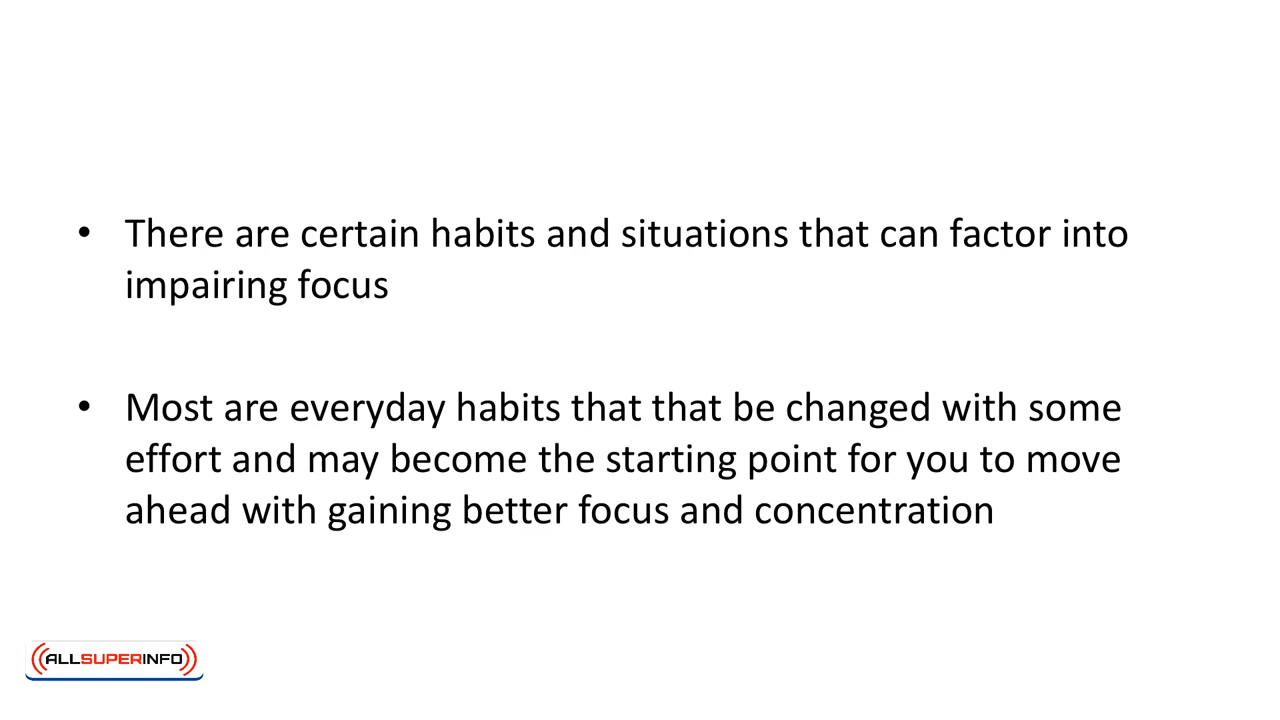 • There are certain habits and situations that can factor into
impairing focus
• Most are everyday habits that that be changed with some
effort and may become the starting point for you to move
ahead with gaining better focus and concentration
ALLSUPERINFO